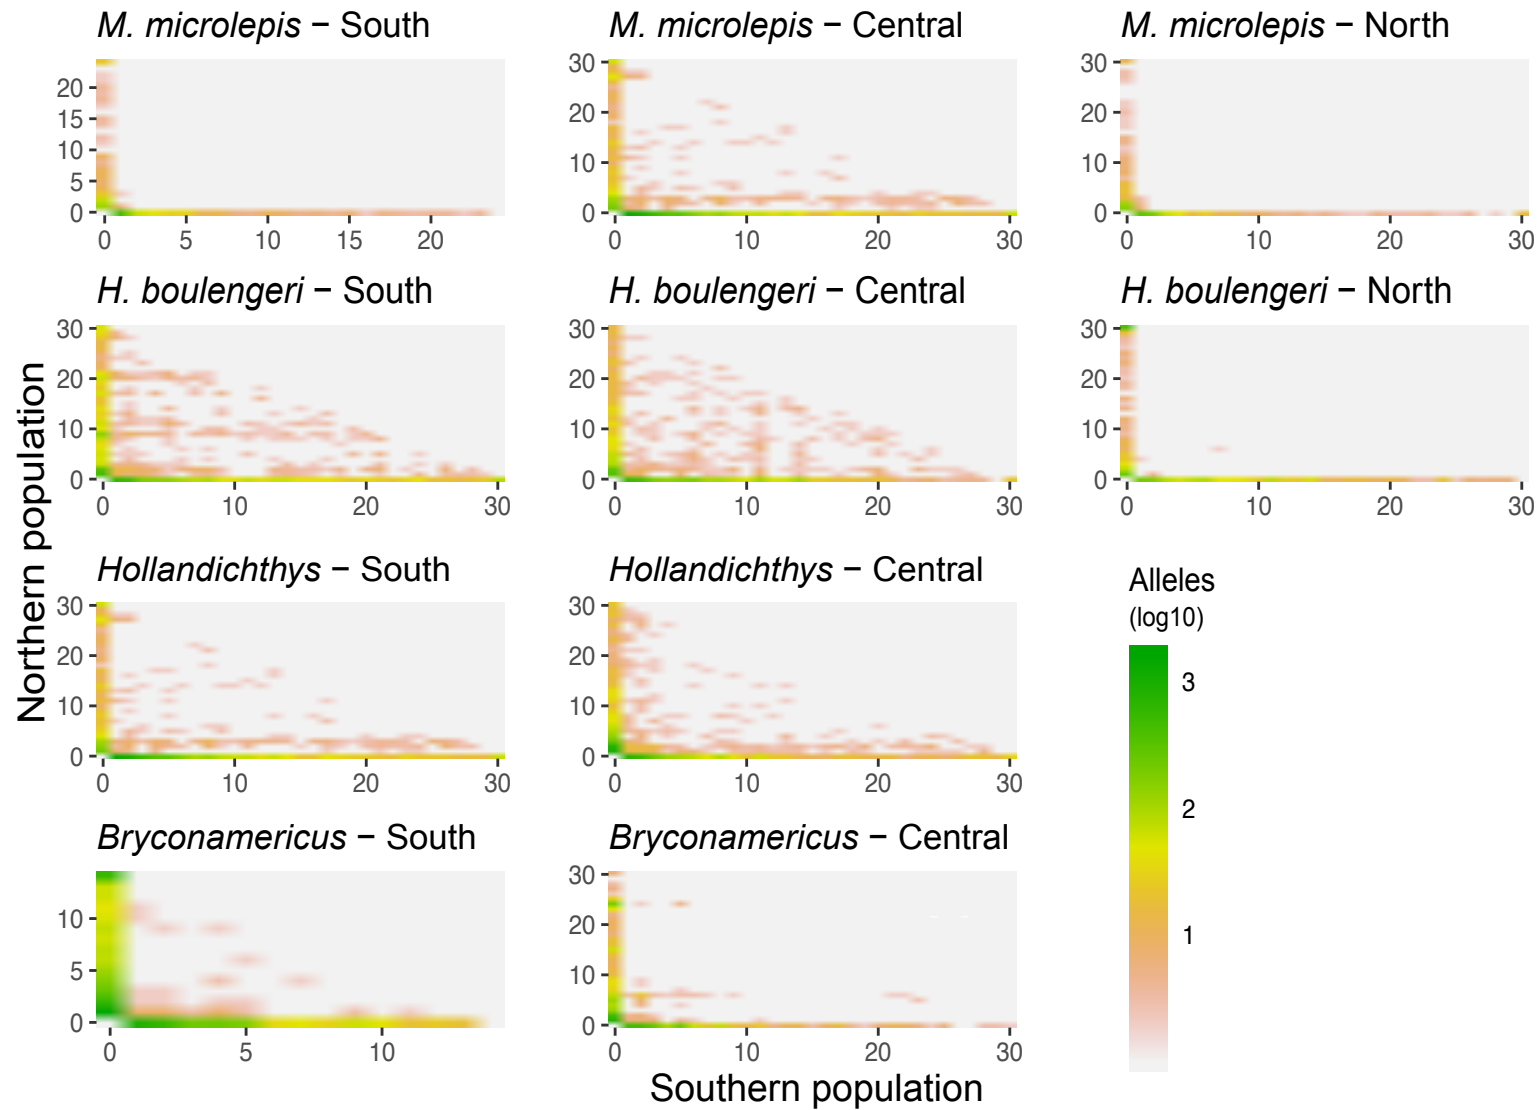 M. microlepis − South
M. microlepis − Central
M. microlepis − North
20
15
10
5
0
0 5 10 15 20
30
20
10
0
0 10 20 30
30
20
10
0
0 10 20 30
H. boulengeri − South
H. boulengeri − Central
H. boulengeri − North
30
20
10
0
0 10 20 30
30
20
10
0
0 10 20 30
30
20
10
0
0 10 20 30
Northern population
Hollandichthys − South
Hollandichthys − Central
30
20
10
0
0 10 20 30
30
20
10
0
0 10 20 30
Alleles
(log10)
3
2
1
Bryconamericus − South
Bryconamericus − Central
10
5
0
0 5 10
30
20
10
0
0 10 20 30
Southern population